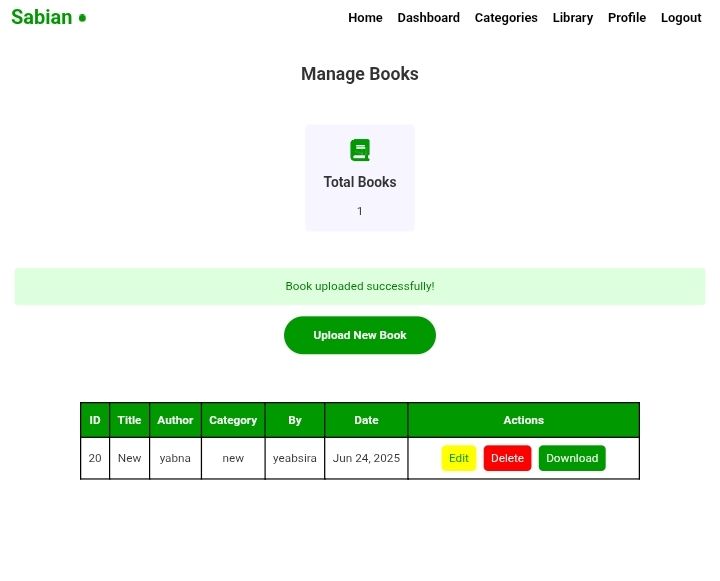 Sabian
Home Dashboard Categories Library Profile Logout
Manage Books
Total Books
1
Book uploaded successfully!
Upload New Book
ID Title Author Category By Date Actions
20 New yabna new yeabsira Jun 24, 2025 Edit Delete Download